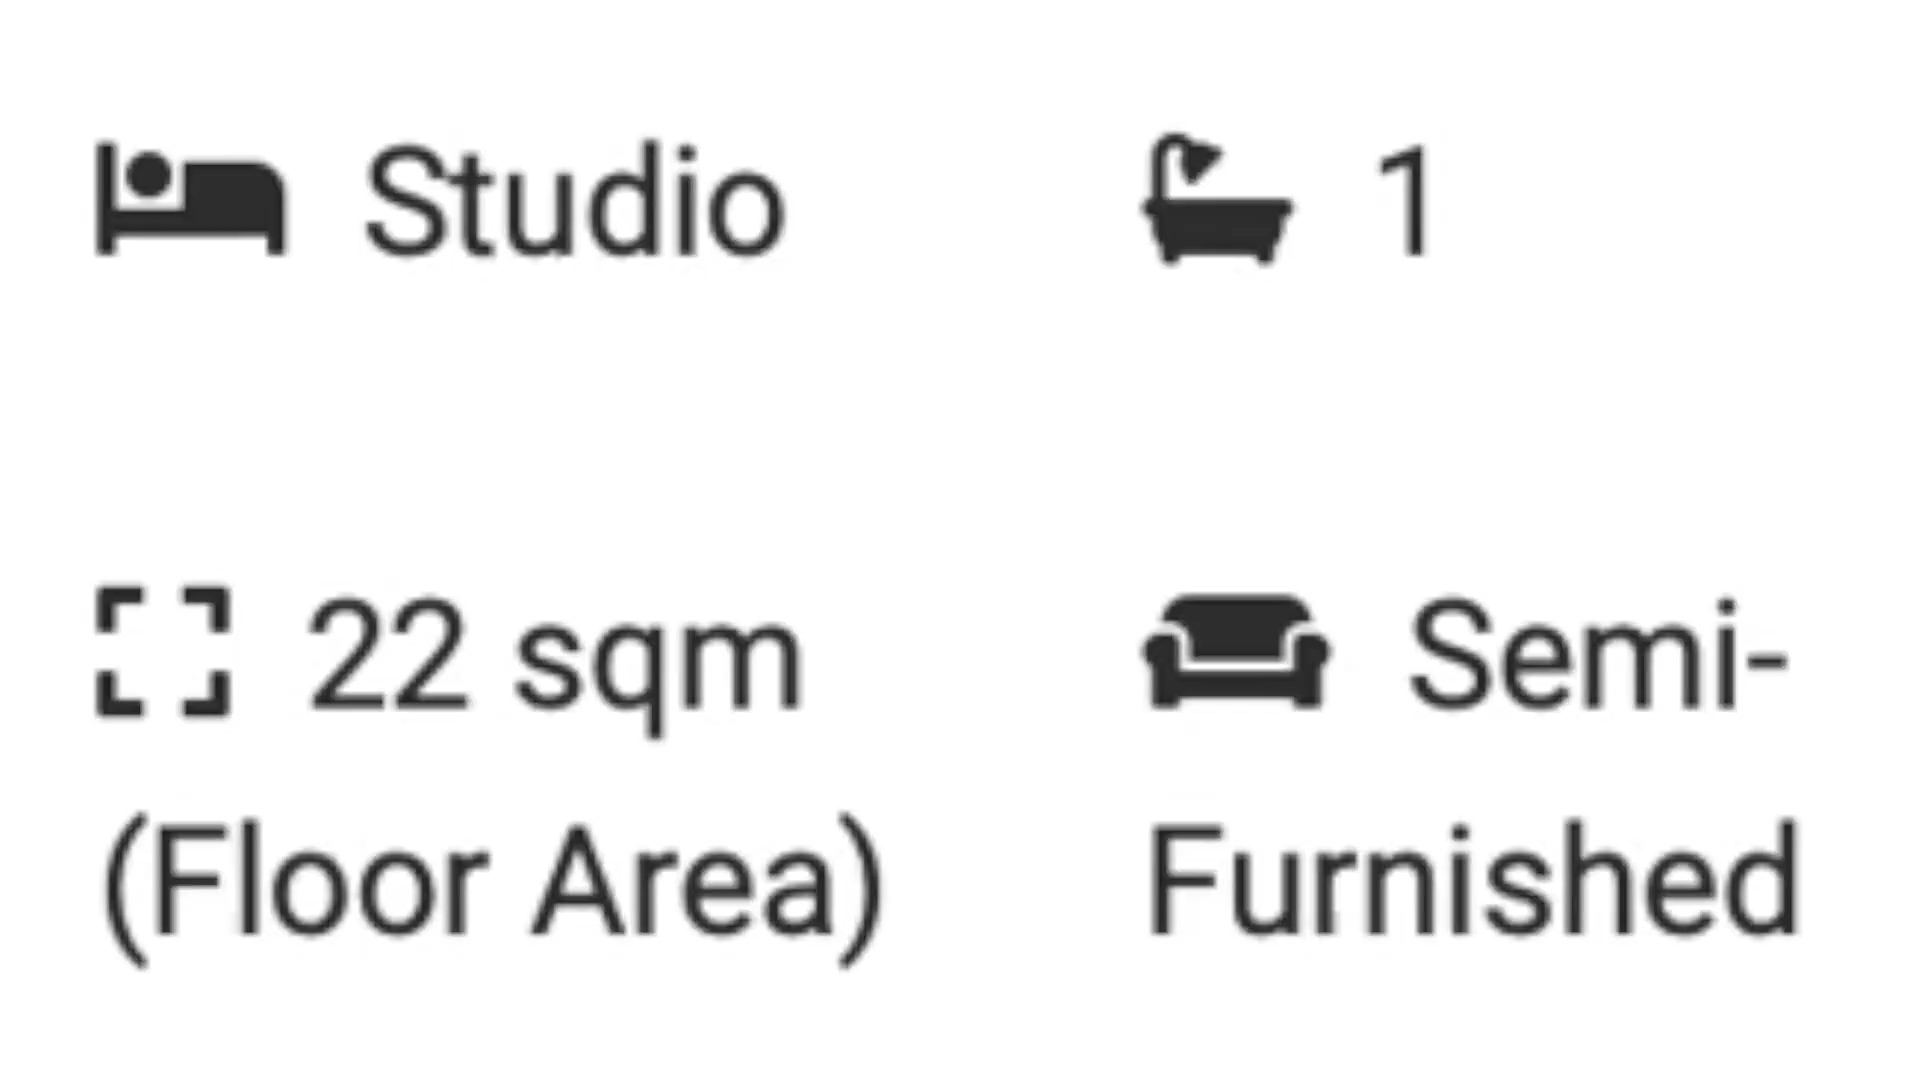 Studio
1
22 sqm
(Floor Area)
Semi-
Furnished